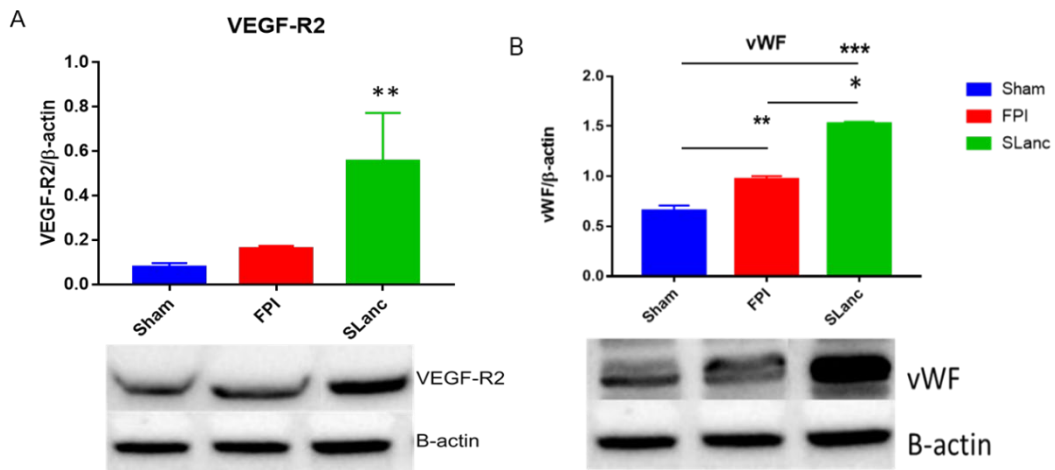 A
VEGF-R2
VEGF-R2/β-actin
1.0
0.8
0.6
0.4
0.2
0.0
**
Sham
FPI
SLanc
VEGF-R2
B-actin
B
vWF
***
*
**
vWF/β-actin
2.0
1.5
1.0
0.5
0.0
Sham
FPI
SLanc
Sham
FPI
SLanc
vWF
B-actin